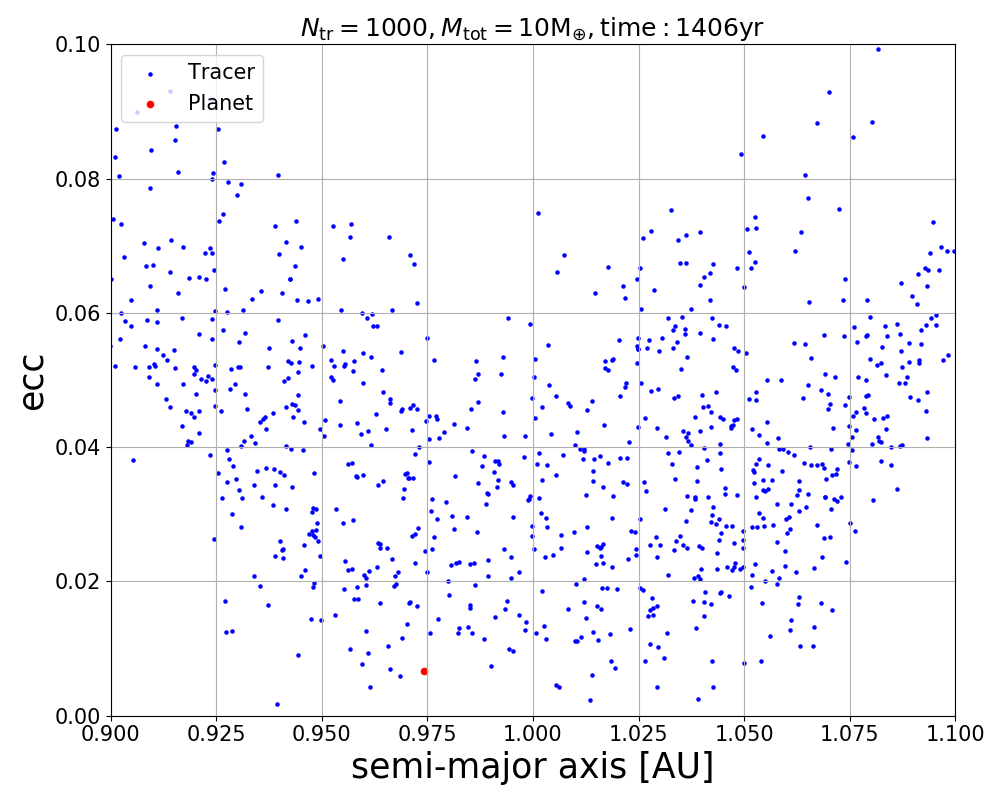 N_tr = 1000, M_tot = 10M_⊕, time : 1406yr
Tracer
Planet
ecc
0.10
0.08
0.06
0.04
0.02
0.00
0.900 0.925 0.950 0.975 1.000 1.025 1.050 1.075 1.100
semi-major axis [AU]